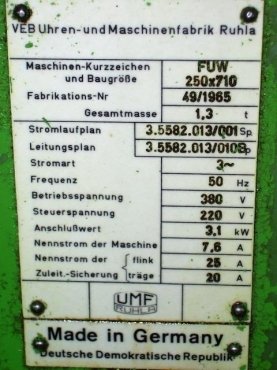 VEB Uhren-und Maschinenfabrik Ruhla
Maschinen-Kurzzeichen FUW
und Baugröße 250x710
Fabrikations-Nr 49/1965
Gesamtmasse 1,3 t
Stromlaufplan 3.5582.013/001 Sp.
Leitungsplan 3.5582.013/010 Sp
Stromart 3~
Frequenz 50 Hz
Betriebsspannung 380 V
Steuerspannung 220 V
Anschlußwert 3,1 kW
Nennstrom der Maschine 7,6 A
Nennstrom der flink 25 A
Zuleit.-Sicherung träge 20 A
UMF
RUHLA
Made in Germany
Deutsche Demokratische Republik